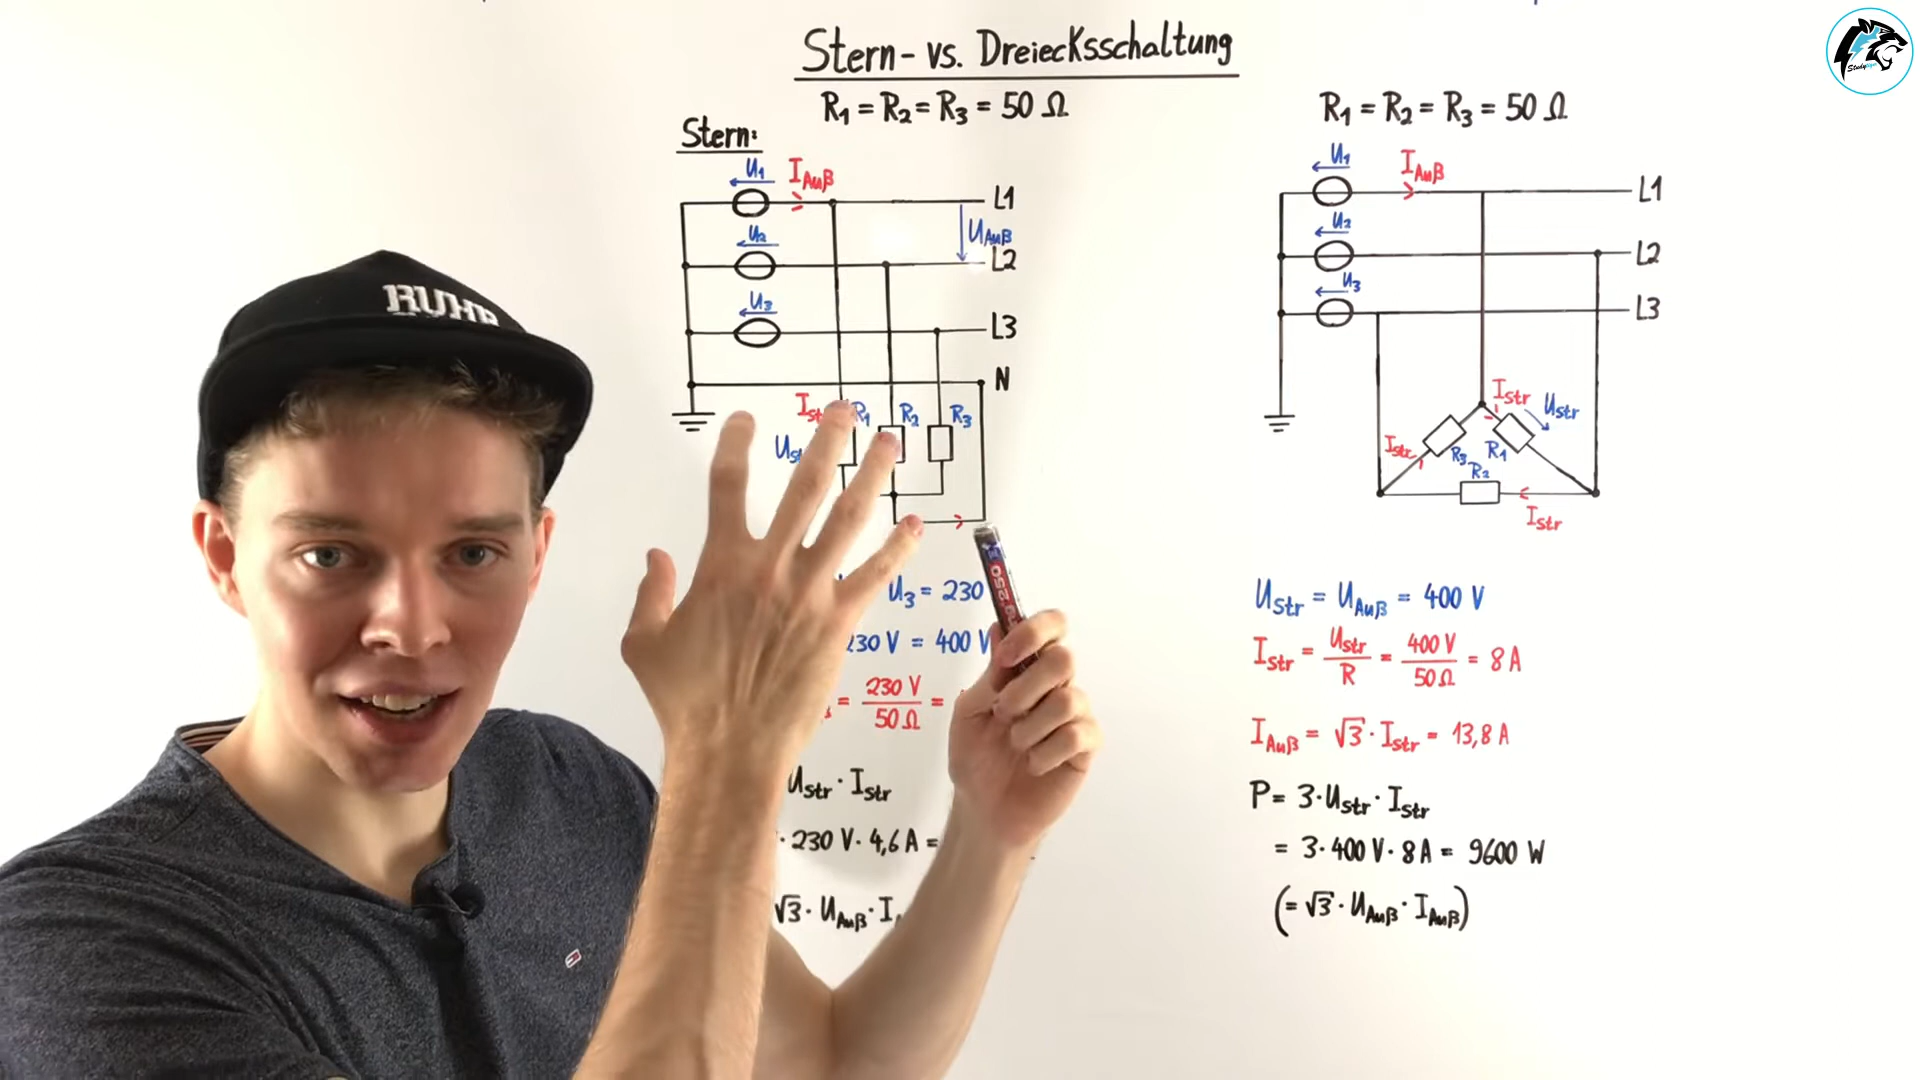 Stern- vs. Dreiecksschaltung
R1 = R2 = R3 = 50 Ω
Stern:
U1
IAuß
L1
UAuß
U2
L2
U3
L3
N
R1
R2
R3
U3 = 230
230 V = 400 V
= 230 V / 50 Ω =
UStr · IStr
· 230 V · 4,6 A =
√3 · UAuß · I
R1 = R2 = R3 = 50 Ω
U1
IAuß
L1
U2
L2
U3
L3
IStr
UStr
IStr
R3
R1
R2
IStr
UStr = UAuß = 400 V
IStr = UStr / R = 400 V / 50 Ω = 8 A
IAuß = √3 · IStr = 13,8 A
P = 3 · UStr · IStr
= 3 · 400 V · 8 A = 9600 W
(= √3 · UAuß · IAuß)
RUHR
250